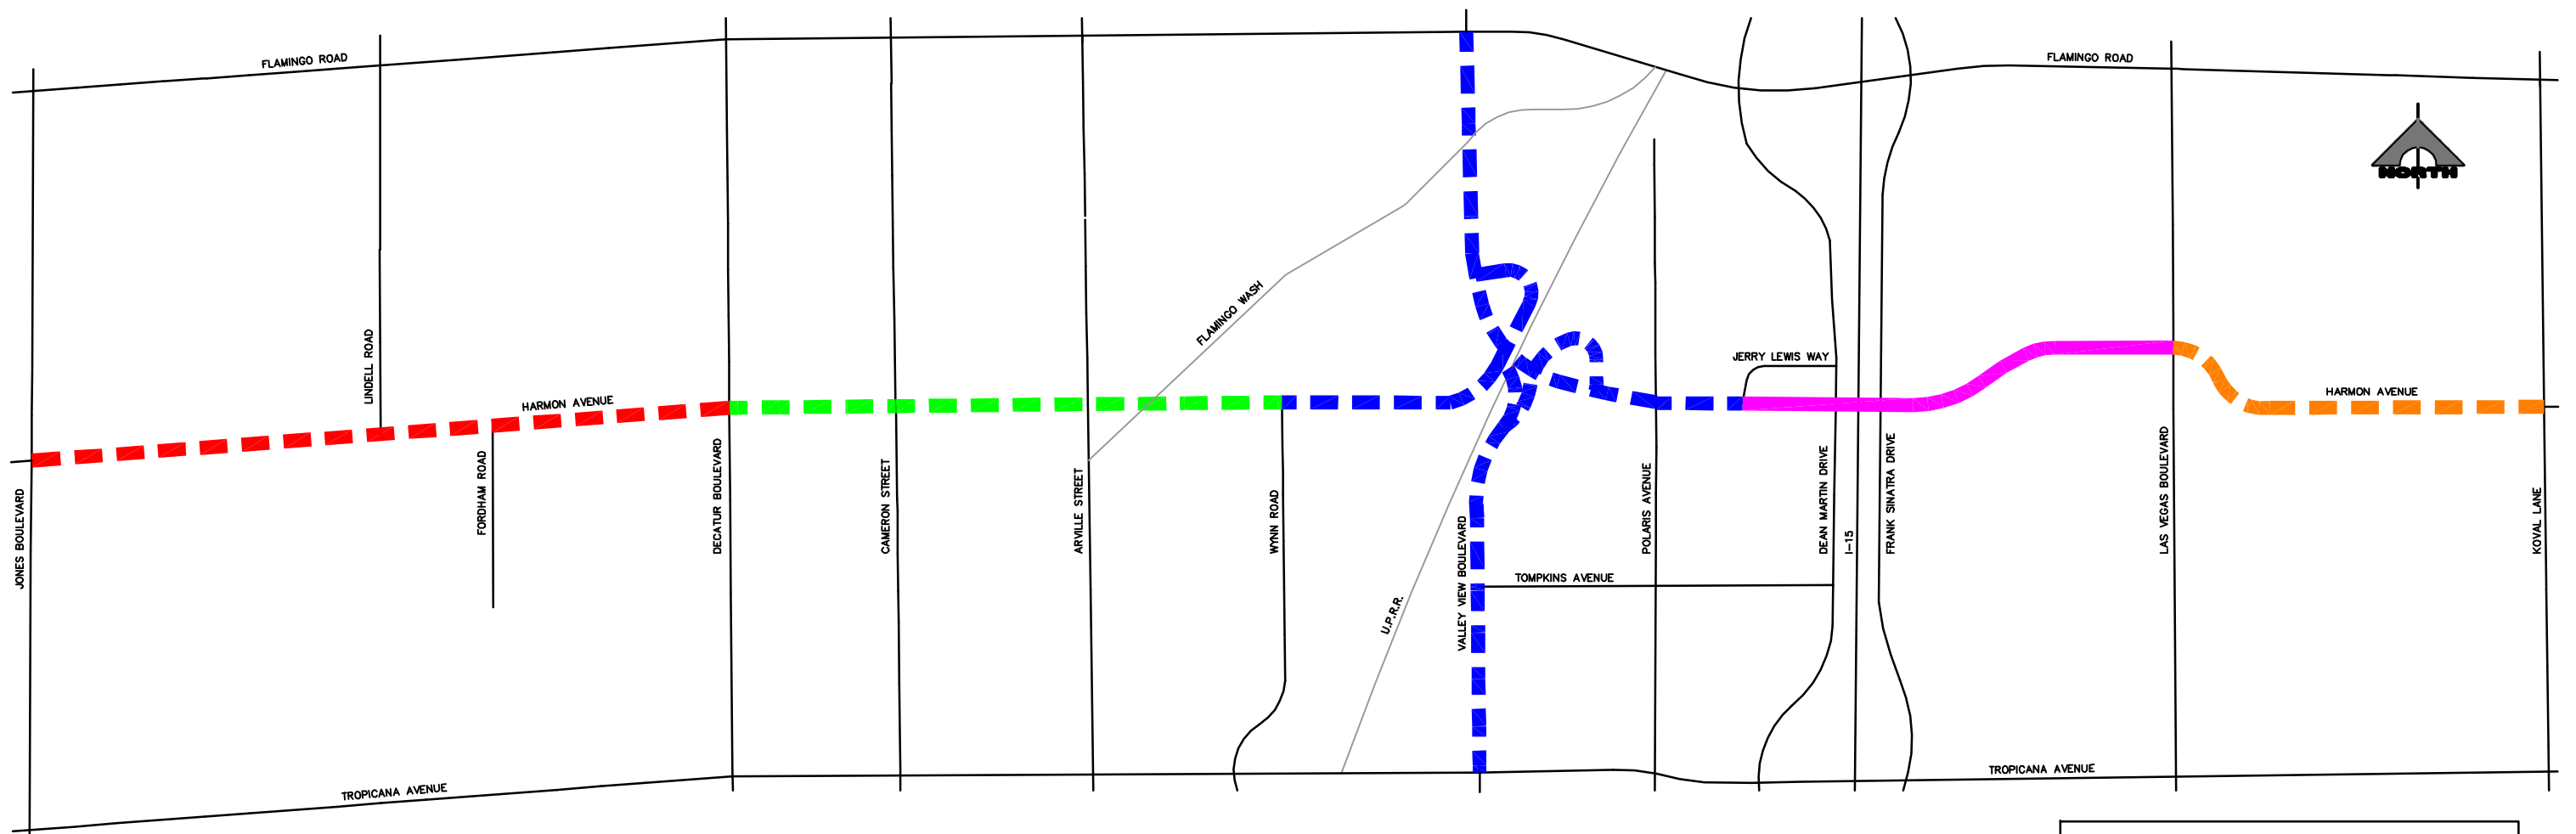 FLAMINGO ROAD
FLAMINGO ROAD
NORTH
FLAMINGO WASH
LINDELL ROAD
JERRY LEWIS WAY
HARMON AVENUE
HARMON AVENUE
JONES BOULEVARD
FORDHAM ROAD
DECATUR BOULEVARD
CAMERON STREET
ARVILLE STREET
WYNN ROAD
VALLEY VIEW BOULEVARD
POLARIS AVENUE
DEAN MARTIN DRIVE
I-15
FRANK SINATRA DRIVE
LAS VEGAS BOULEVARD
KOVAL LANE
TOMPKINS AVENUE
U.P.R.R.
TROPICANA AVENUE
TROPICANA AVENUE